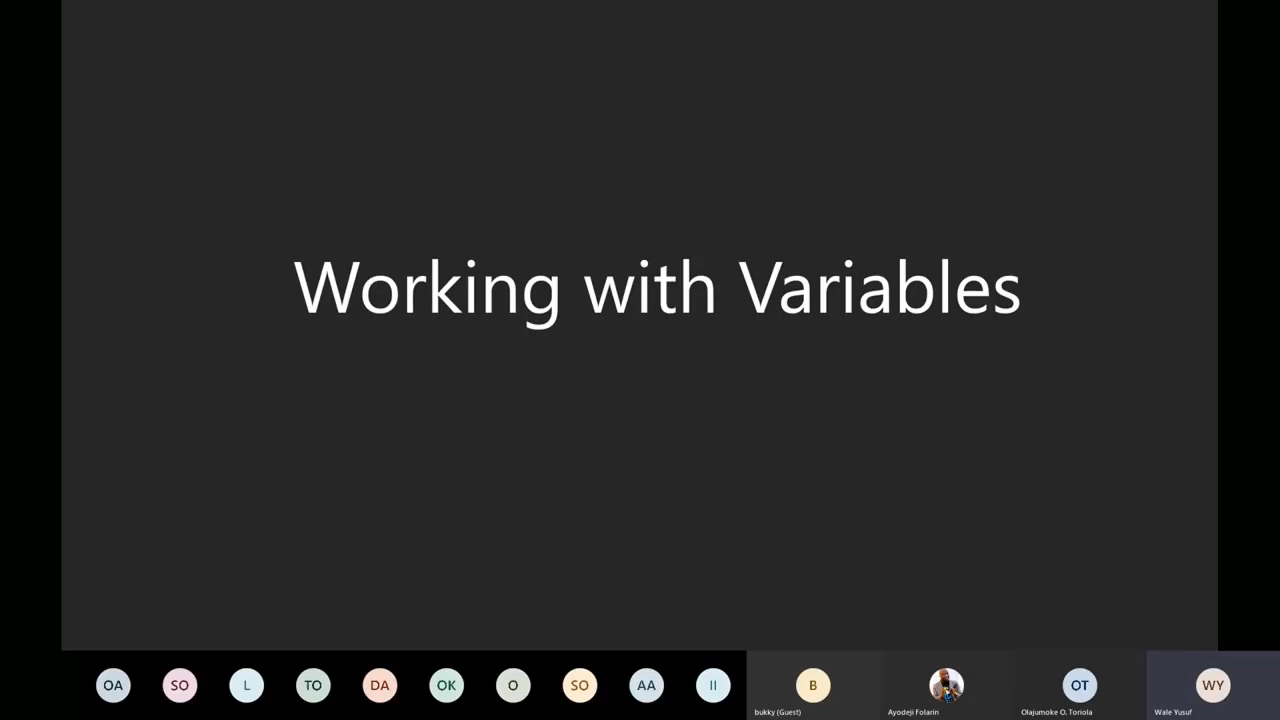 Working with Variables
OA
SO
L
TO
DA
OK
O
SO
AA
II
B
OT
WY
bukky (Guest)
Ayodeji Folarin
Olajumoke O. Toriola
Wale Yusuf